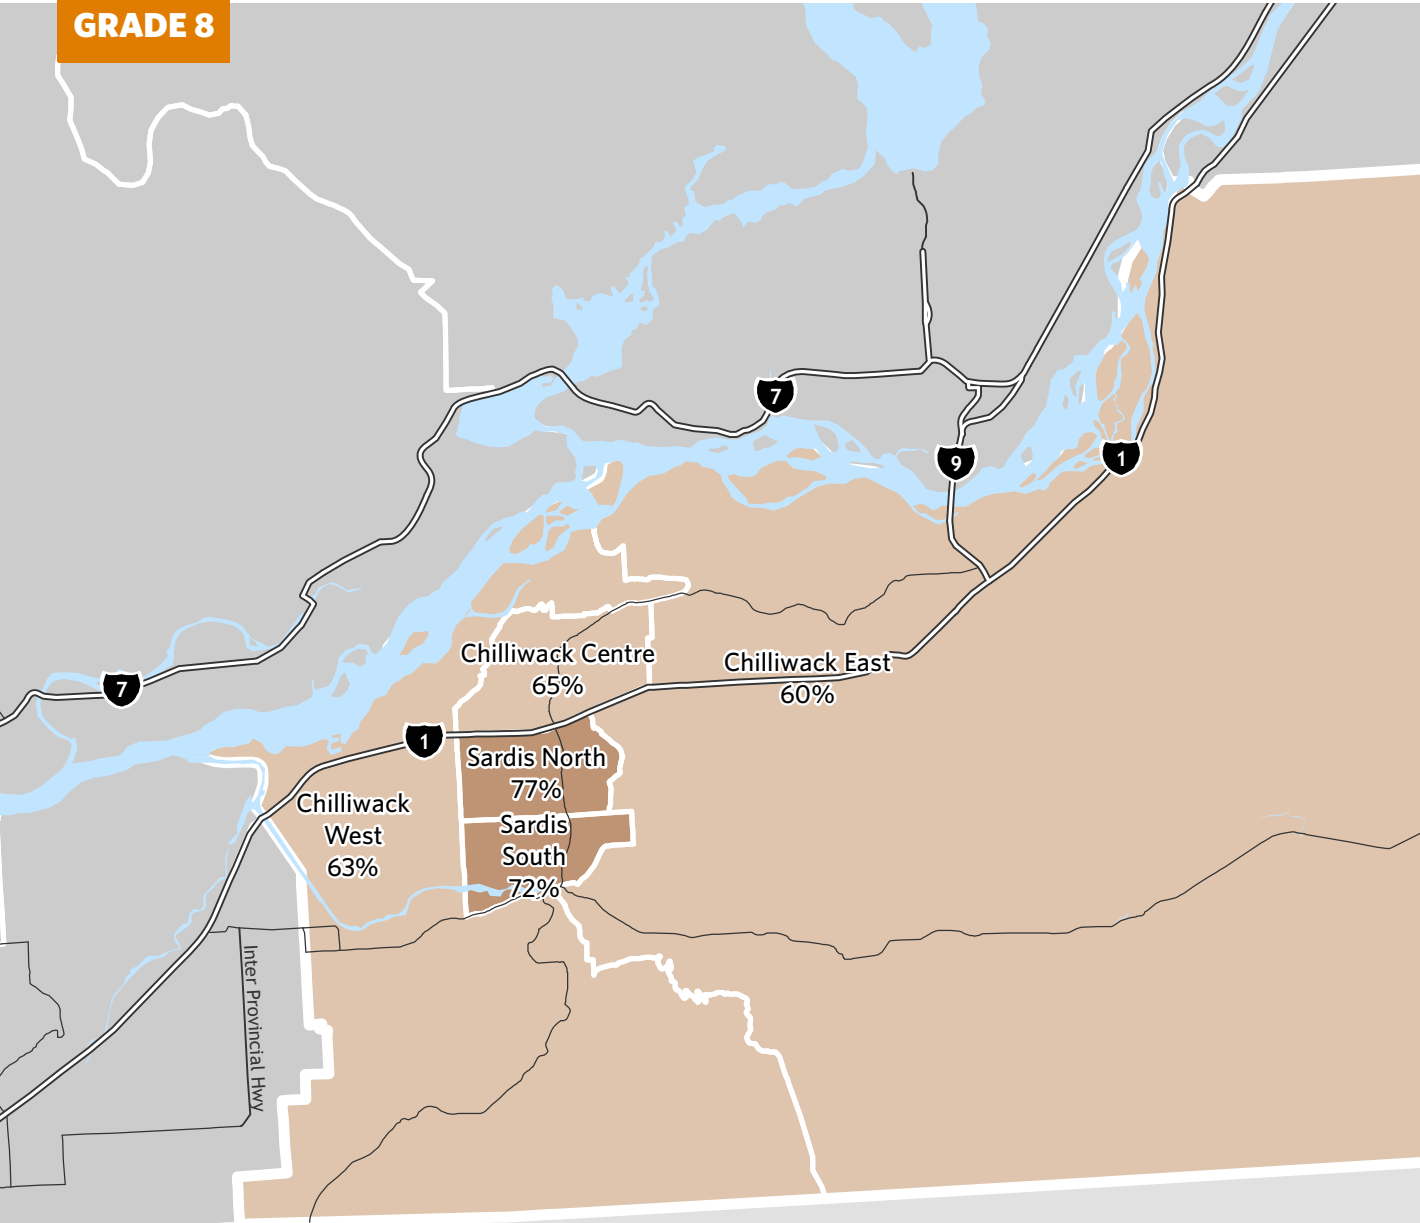 GRADE 8
7
9
1
Chilliwack Centre
65%
Chilliwack East
60%
7
1
Sardis North
77%
Chilliwack
West
63%
Sardis
South
72%
Inter Provincial Hwy